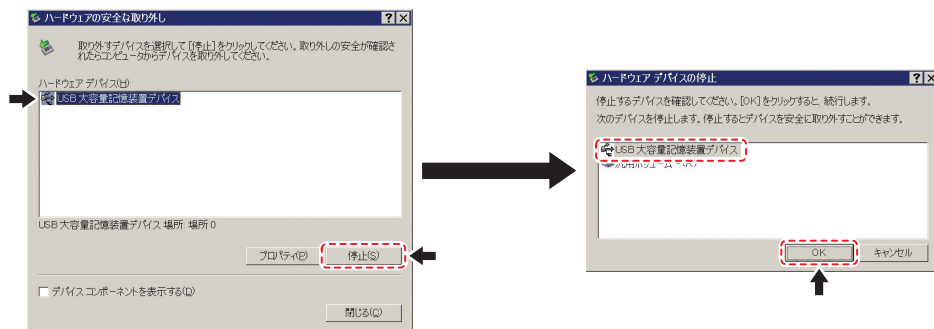 ハードウェアの安全な取り外し
取り外すデバイスを選択して [停止] をクリックしてください。取り外しの安全が確認さ
れたらコンピュータからデバイスを取り外してください。
ハードウェア デバイス(H):
USB 大容量記憶装置デバイス
USB 大容量記憶装置デバイス 場所: 場所 0
プロパティ(P)
停止(S)
デバイス コンポーネントを表示する(D)
閉じる(C)
ハードウェア デバイスの停止
停止するデバイスを確認してください。[OK] をクリックすると、続行します。
次のデバイスを停止します。停止するとデバイスを安全に取り外すことができます。
USB 大容量記憶装置デバイス
汎用ボリューム - (R:)
OK
キャンセル